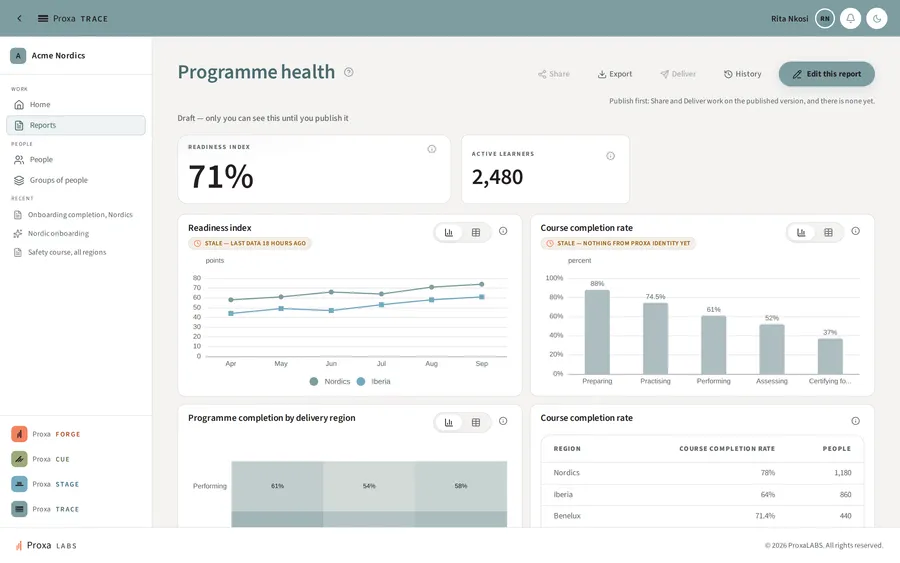 Proxa TRACE
Rita Nkosi RN
A Acme Nordics
WORK
Home
Reports
PEOPLE
People
Groups of people
RECENT
Onboarding completion, Nordics
Nordic onboarding
Safety course, all regions
Proxa FORGE
Proxa CUE
Proxa STAGE
Proxa TRACE
Programme health
Share
Export
Deliver
History
Edit this report
Publish first: Share and Deliver work on the published version, and there is none yet.
Draft — only you can see this until you publish it
READINESS INDEX
71%
ACTIVE LEARNERS
2,480
Readiness index
STALE — LAST DATA 18 HOURS AGO
points
80
70
60
50
40
30
20
10
0
Apr May Jun Jul Aug Sep
Nordics Iberia
Course completion rate
STALE — NOTHING FROM PROXA IDENTITY YET
percent
100%
80%
60%
40%
20%
0%
88%
74.5%
61%
52%
37%
Preparing Practising Performing Assessing Certifying fo...
Programme completion by delivery region
Performing 61% 54% 58%
Course completion rate
REGION COURSE COMPLETION RATE PEOPLE
Nordics 78% 1,180
Iberia 64% 860
Benelux 71.4% 440
Proxa LABS
© 2026 ProxaLABS. All rights reserved.